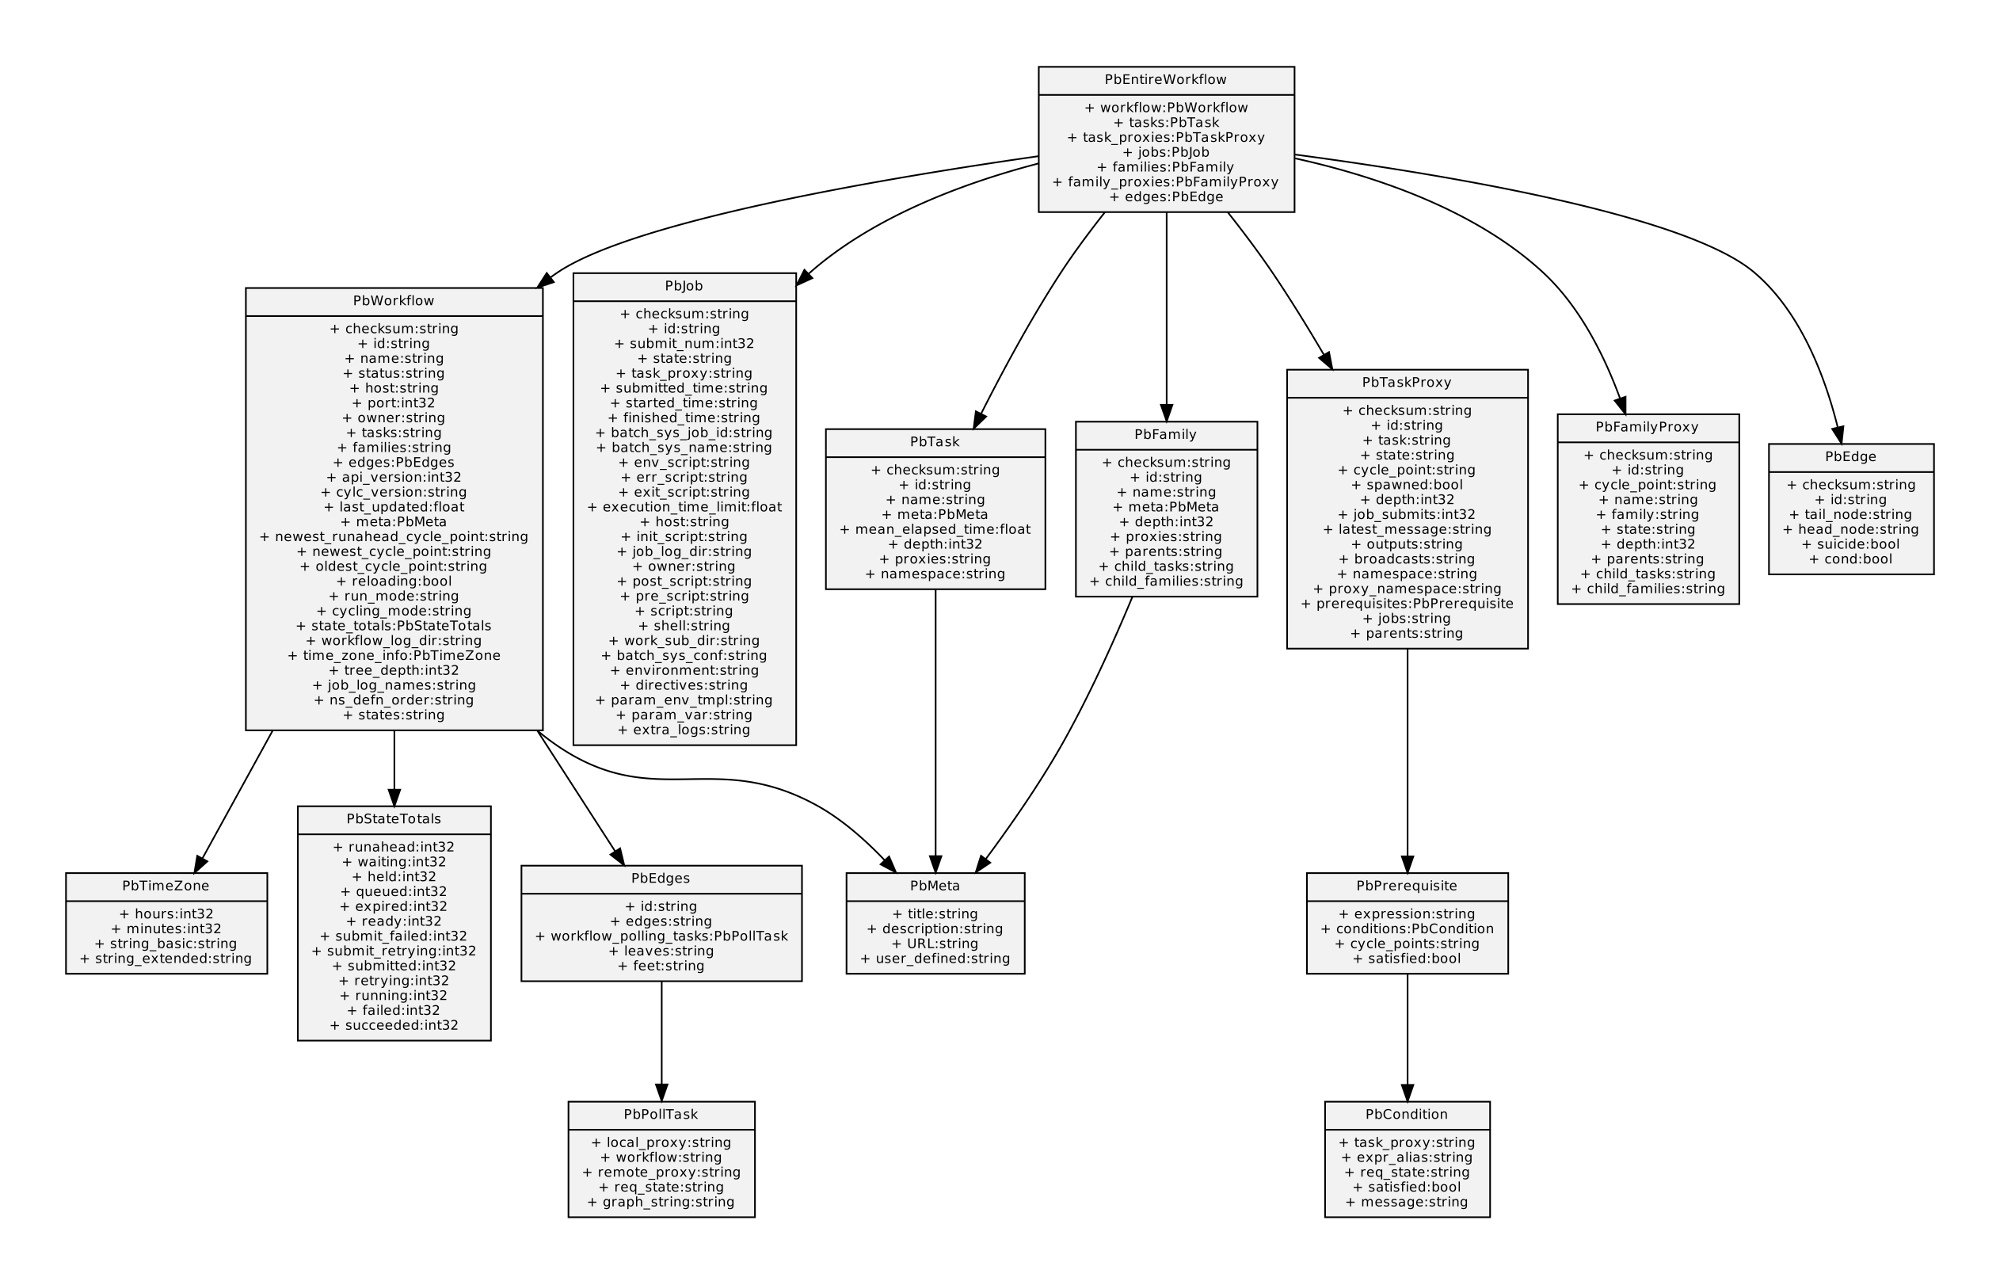 PbEntireWorkflow
+ workflow:PbWorkflow
+ tasks:PbTask
+ task_proxies:PbTaskProxy
+ jobs:PbJob
+ families:PbFamily
+ family_proxies:PbFamilyProxy
+ edges:PbEdge
PbWorkflow
+ checksum:string
+ id:string
+ name:string
+ status:string
+ host:string
+ port:int32
+ owner:string
+ tasks:string
+ families:string
+ edges:PbEdges
+ api_version:int32
+ cylc_version:string
+ last_updated:float
+ meta:PbMeta
+ newest_runahead_cycle_point:string
+ newest_cycle_point:string
+ oldest_cycle_point:string
+ reloading:bool
+ run_mode:string
+ cycling_mode:string
+ state_totals:PbStateTotals
+ workflow_log_dir:string
+ time_zone_info:PbTimeZone
+ tree_depth:int32
+ job_log_names:string
+ ns_defn_order:string
+ states:string
PbJob
+ checksum:string
+ id:string
+ submit_num:int32
+ state:string
+ task_proxy:string
+ submitted_time:string
+ started_time:string
+ finished_time:string
+ batch_sys_job_id:string
+ batch_sys_name:string
+ env_script:string
+ err_script:string
+ exit_script:string
+ execution_time_limit:float
+ host:string
+ init_script:string
+ job_log_dir:string
+ owner:string
+ post_script:string
+ pre_script:string
+ script:string
+ shell:string
+ work_sub_dir:string
+ batch_sys_conf:string
+ environment:string
+ directives:string
+ param_env_tmpl:string
+ param_var:string
+ extra_logs:string
PbTask
+ checksum:string
+ id:string
+ name:string
+ meta:PbMeta
+ mean_elapsed_time:float
+ depth:int32
+ proxies:string
+ namespace:string
PbFamily
+ checksum:string
+ id:string
+ name:string
+ meta:PbMeta
+ depth:int32
+ proxies:string
+ parents:string
+ child_tasks:string
+ child_families:string
PbTaskProxy
+ checksum:string
+ id:string
+ task:string
+ state:string
+ cycle_point:string
+ spawned:bool
+ depth:int32
+ job_submits:int32
+ latest_message:string
+ outputs:string
+ broadcasts:string
+ namespace:string
+ proxy_namespace:string
+ prerequisites:PbPrerequisite
+ jobs:string
+ parents:string
PbFamilyProxy
+ checksum:string
+ id:string
+ cycle_point:string
+ name:string
+ family:string
+ state:string
+ depth:int32
+ parents:string
+ child_tasks:string
+ child_families:string
PbEdge
+ checksum:string
+ id:string
+ tail_node:string
+ head_node:string
+ suicide:bool
+ cond:bool
PbTimeZone
+ hours:int32
+ minutes:int32
+ string_basic:string
+ string_extended:string
PbStateTotals
+ runahead:int32
+ waiting:int32
+ held:int32
+ queued:int32
+ expired:int32
+ ready:int32
+ submit_failed:int32
+ submit_retrying:int32
+ submitted:int32
+ retrying:int32
+ running:int32
+ failed:int32
+ succeeded:int32
PbEdges
+ id:string
+ edges:string
+ workflow_polling_tasks:PbPollTask
+ leaves:string
+ feet:string
PbMeta
+ title:string
+ description:string
+ URL:string
+ user_defined:string
PbPrerequisite
+ expression:string
+ conditions:PbCondition
+ cycle_points:string
+ satisfied:bool
PbPollTask
+ local_proxy:string
+ workflow:string
+ remote_proxy:string
+ req_state:string
+ graph_string:string
PbCondition
+ task_proxy:string
+ expr_alias:string
+ req_state:string
+ satisfied:bool
+ message:string